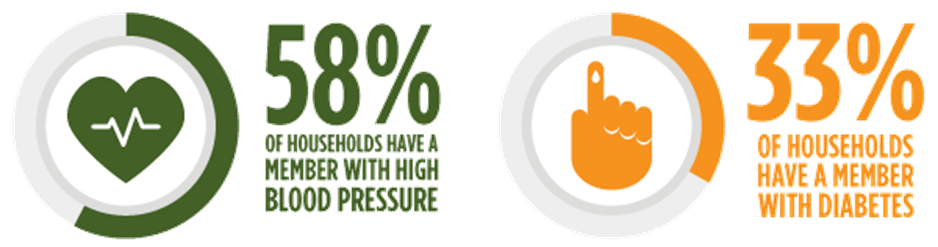 58%
OF HOUSEHOLDS HAVE A
MEMBER WITH HIGH
BLOOD PRESSURE
33%
OF HOUSEHOLDS
HAVE A MEMBER
WITH DIABETES